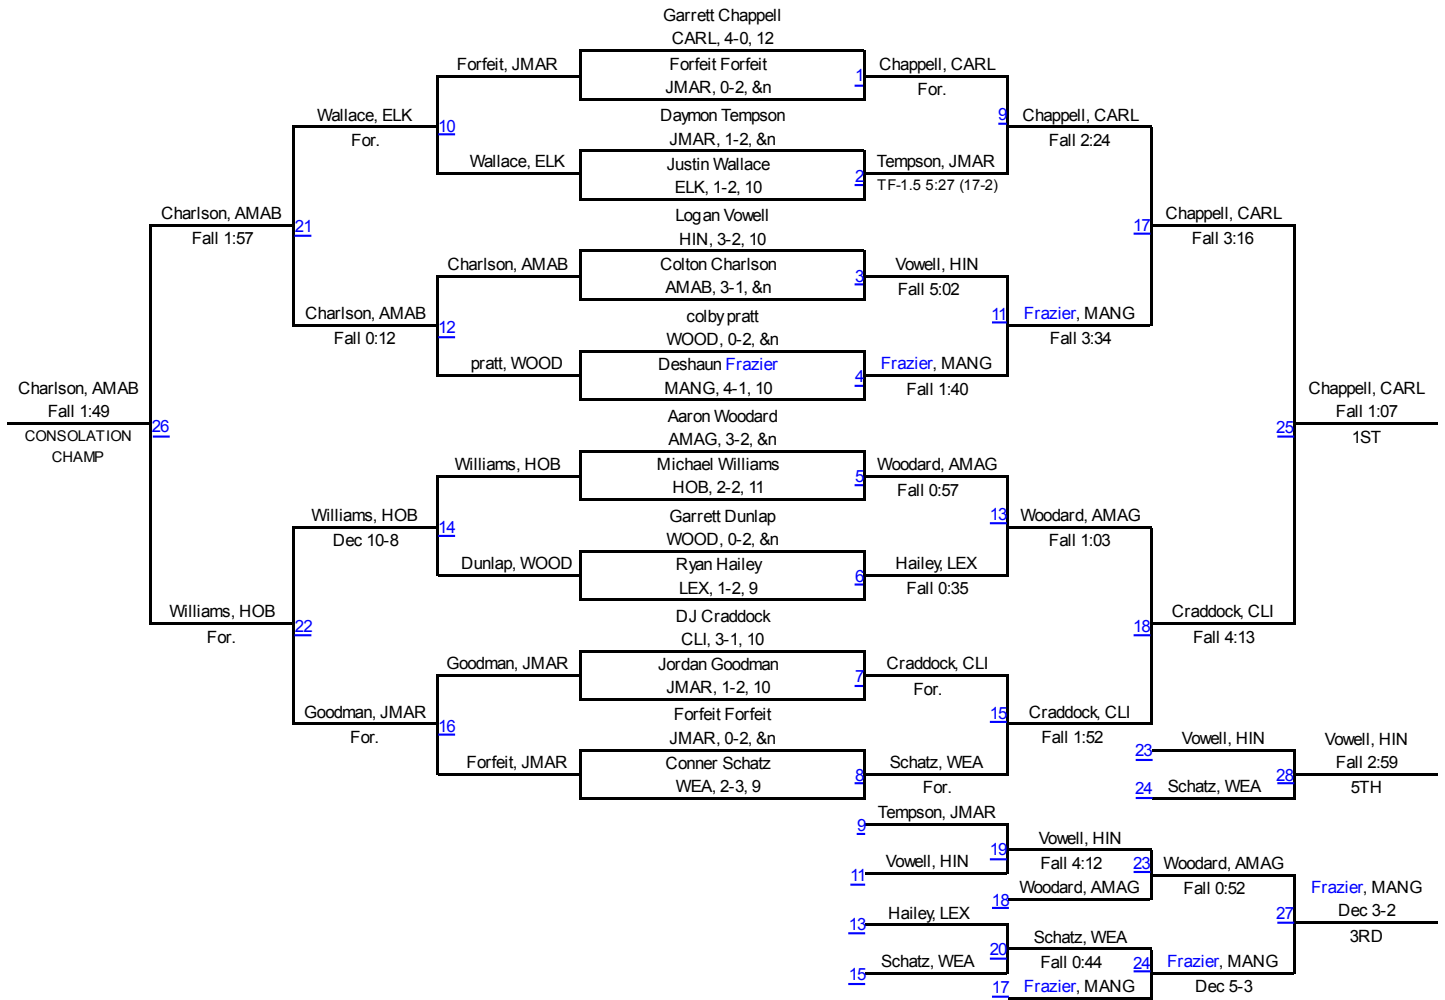 Garrett Chappell
CARL, 4-0, 12
Forfeit, JMAR
Forfeit Forfeit
JMAR, 0-2, &n
1
Chappell, CARL
For.
Wallace, ELK
For.
10
Daymon Tempson
JMAR, 1-2, &n
9
Chappell, CARL
Fall 2:24
Wallace, ELK
Justin Wallace
ELK, 1-2, 10
2
Tempson, JMAR
TF-1.5 5:27 (17-2)
Charlson, AMAB
Fall 1:57
21
Logan Vowell
HIN, 3-2, 10
17
Chappell, CARL
Fall 3:16
Charlson, AMAB
Colton Charlson
AMAB, 3-1, &n
3
Vowell, HIN
Fall 5:02
Charlson, AMAB
Fall 0:12
12
colby pratt
WOOD, 0-2, &n
11
Frazier, MANG
Fall 3:34
pratt, WOOD
Deshaun Frazier
MANG, 4-1, 10
4
Frazier, MANG
Fall 1:40
Charlson, AMAB
Fall 1:49
CONSOLATION
CHAMP
26
Aaron Woodard
AMAG, 3-2, &n
25
Chappell, CARL
Fall 1:07
1ST
Williams, HOB
Michael Williams
HOB, 2-2, 11
5
Woodard, AMAG
Fall 0:57
Williams, HOB
Dec 10-8
14
Garrett Dunlap
WOOD, 0-2, &n
13
Woodard, AMAG
Fall 1:03
Dunlap, WOOD
Ryan Hailey
LEX, 1-2, 9
6
Hailey, LEX
Fall 0:35
Williams, HOB
For.
22
DJ Craddock
CLI, 3-1, 10
18
Craddock, CLI
Fall 4:13
Goodman, JMAR
Jordan Goodman
JMAR, 1-2, 10
7
Craddock, CLI
For.
Goodman, JMAR
For.
16
Forfeit Forfeit
JMAR, 0-2, &n
15
Craddock, CLI
Fall 1:52
Forfeit, JMAR
Conner Schatz
WEA, 2-3, 9
8
Schatz, WEA
For.
23
Vowell, HIN
24
Schatz, WEA
28
Vowell, HIN
Fall 2:59
5TH
9
Tempson, JMAR
11
Vowell, HIN
19
Vowell, HIN
Fall 4:12
18
Woodard, AMAG
23
Woodard, AMAG
Fall 0:52
13
Hailey, LEX
15
Schatz, WEA
20
Schatz, WEA
Fall 0:44
17
Frazier, MANG
24
Frazier, MANG
Dec 5-3
27
Frazier, MANG
Dec 3-2
3RD